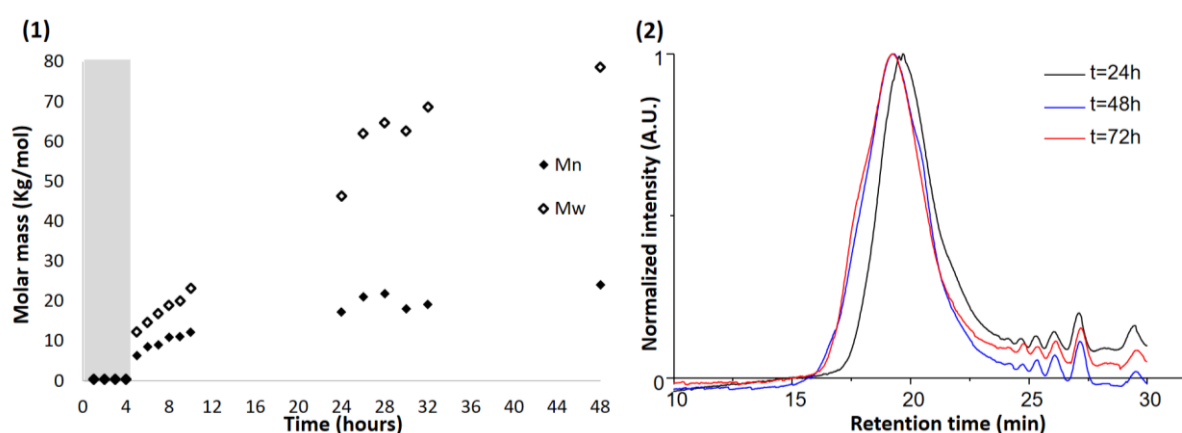 (1)
80
70
60
50
40
30
20
10
0
Molar mass (Kg/mol)
0 4 8 12 16 20 24 28 32 36 40 44 48
Time (hours)
Mn
Mw
(2)
1
0
Normalized intensity (A.U.)
10 15 20 25 30
Retention time (min)
t=24h
t=48h
t=72h